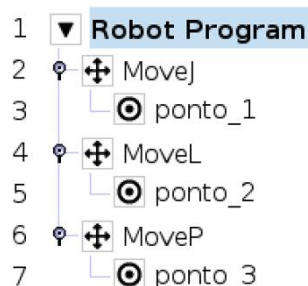 1 Robot Program
2 MoveJ
3 ponto_1
4 MoveL
5 ponto_2
6 MoveP
7 ponto_3